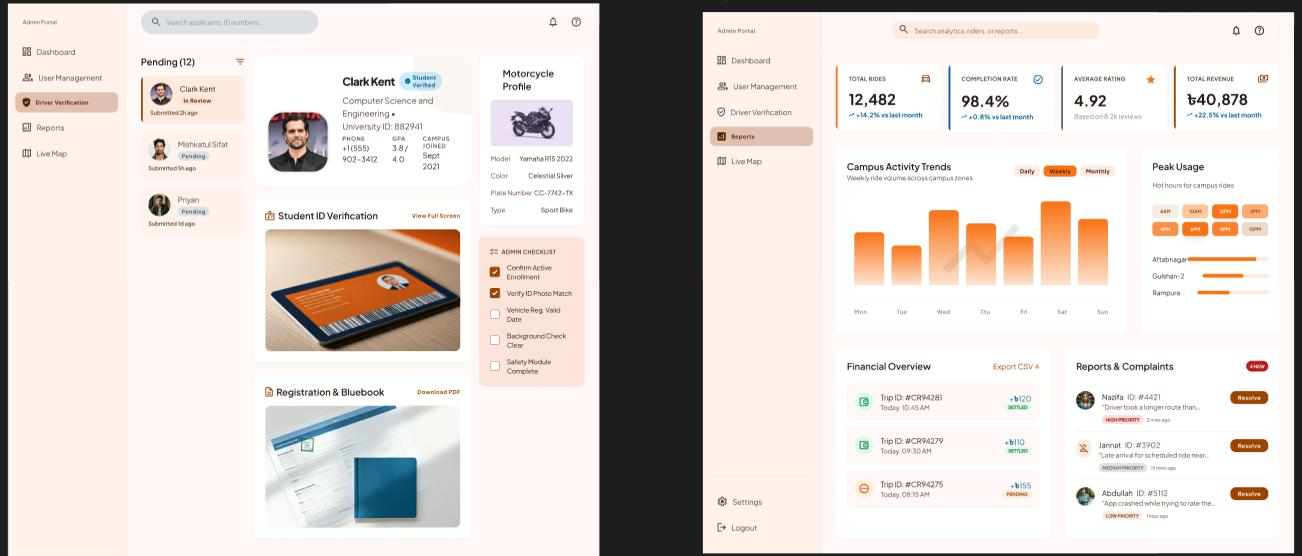 Admin Portal
Search applicants, ID numbers...
Dashboard
User Management
Driver Verification
Reports
Live Map
Pending (12)
Clark Kent
In Review
Submitted 2h ago
Mishkatul Sifat
Pending
Submitted 5h ago
Priyan
Pending
Submitted 1d ago
Clark Kent
Student
Verified
Computer Science and
Engineering •
University ID: 882941
PHONE
+1 (555)
902-3412
GPA
3.8 /
4.0
CAMPUS
JOINED
Sept
2021
Student ID Verification
View Full Screen
Registration & Bluebook
Download PDF
Motorcycle
Profile
Model Yamaha R15 2022
Color Celestial Silver
Plate Number CC-7742-TX
Type Sport Bike
ADMIN CHECKLIST
Confirm Active
Enrollment
Verify ID Photo Match
Vehicle Reg. Valid
Date
Background Check
Clear
Safety Module
Complete
Admin Portal
Search analytics, riders, or reports...
Dashboard
User Management
Driver Verification
Reports
Live Map
Settings
Logout
TOTAL RIDES
12,482
+14.2% vs last month
COMPLETION RATE
98.4%
+0.8% vs last month
AVERAGE RATING
4.92
Based on 8.2k reviews
TOTAL REVENUE
৳40,878
+22.5% vs last month
Campus Activity Trends
Weekly ride volume across campus zones
Daily Weekly Monthly
Mon Tue Wed Thu Fri Sat Sun
Peak Usage
Hot hours for campus rides
8AM 10AM 12PM 2PM
4PM 6PM 8PM 10PM
Aftabnagar
Gulshan-2
Rampura
Financial Overview
Export CSV
Trip ID: #CR94281
Today, 10:45 AM
+৳120
SETTLED
Trip ID: #CR94279
Today, 09:30 AM
+৳110
SETTLED
Trip ID: #CR94275
Today, 08:15 AM
+৳155
PENDING
Reports & Complaints
4 NEW
Nazifa ID: #4421
"Driver took a longer route than...
HIGH PRIORITY 2 mins ago
Resolve
Jannat ID: #3902
"Late arrival for scheduled ride near...
MEDIUM PRIORITY 15 mins ago
Resolve
Abdullah ID: #5112
"App crashed while trying to rate the...
LOW PRIORITY 1 hour ago
Resolve